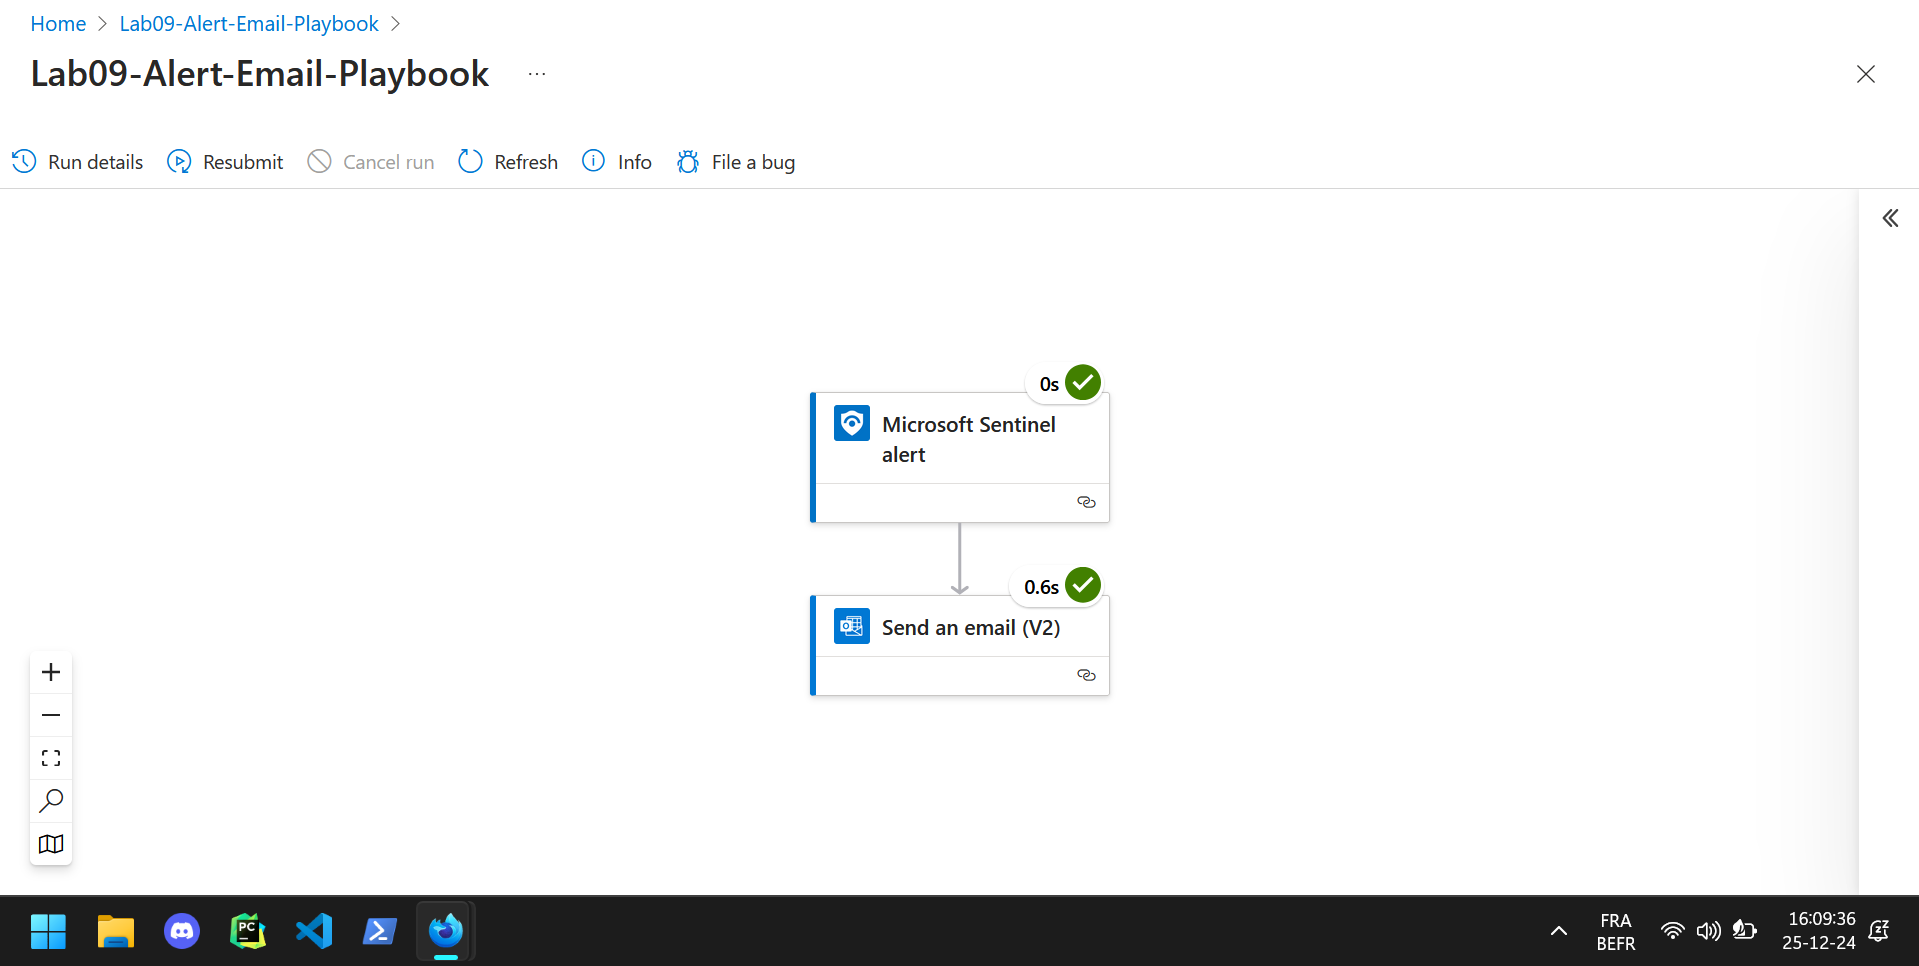 Home > Lab09-Alert-Email-Playbook >
Lab09-Alert-Email-Playbook ...
Run details Resubmit Cancel run Refresh Info File a bug
0s
Microsoft Sentinel
alert
0.6s
Send an email (V2)
PC
FRA
BEFR
16:09:36
25-12-24